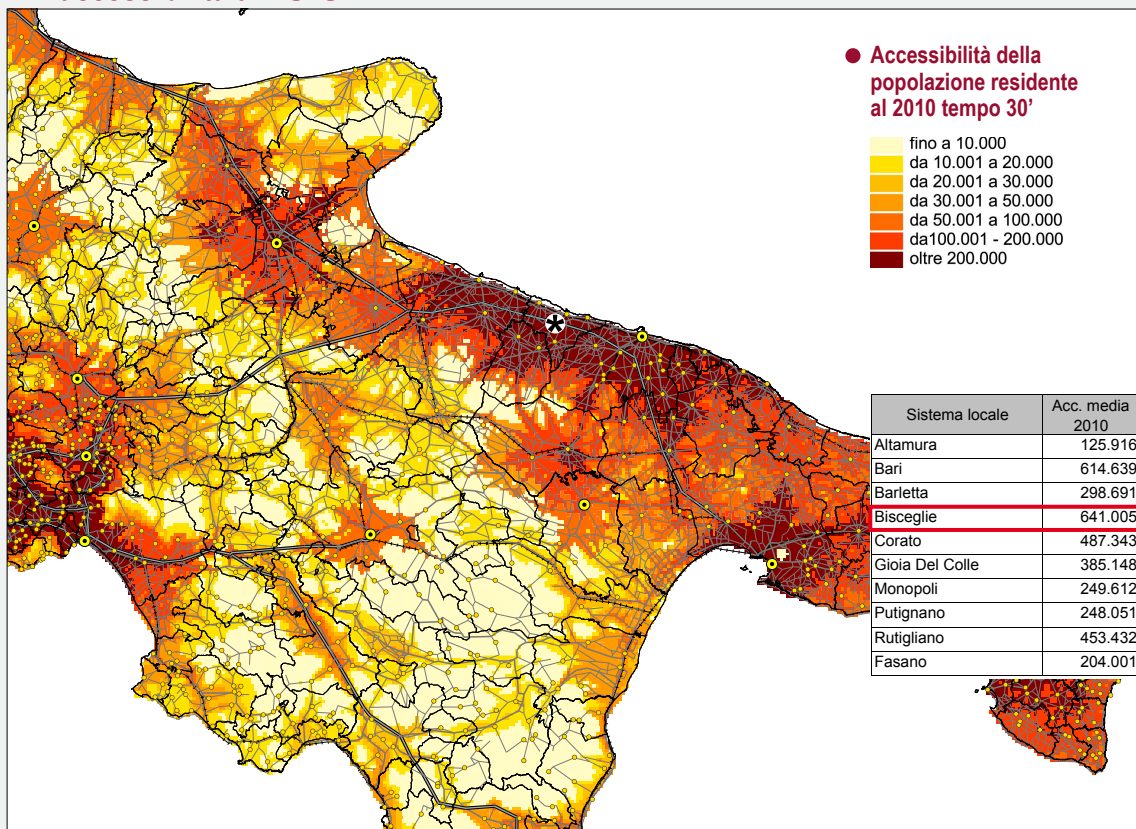 ● Accessibilità della
popolazione residente
al 2010 tempo 30’
fino a 10.000
da 10.001 a 20.000
da 20.001 a 30.000
da 30.001 a 50.000
da 50.001 a 100.000
da100.001 - 200.000
oltre 200.000
Sistema locale Acc. media
2010
Altamura 125.916
Bari 614.639
Barletta 298.691
Bisceglie 641.005
Corato 487.343
Gioia Del Colle 385.148
Monopoli 249.612
Putignano 248.051
Rutigliano 453.432
Fasano 204.001